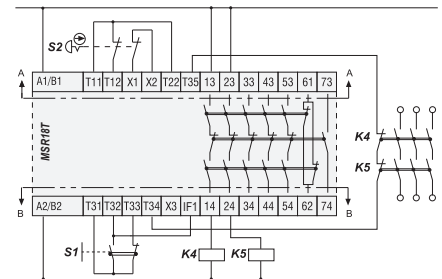 S2
A A
A1/B1 T11 T12 X1 X2 T22 T35 13 23 33 43 53 61 73
MSR18T
K4
K5
B B
A2/B2 T31 T32 T33 T34 X3 IF1 14 24 34 44 54 62 74
S1 K4 K5